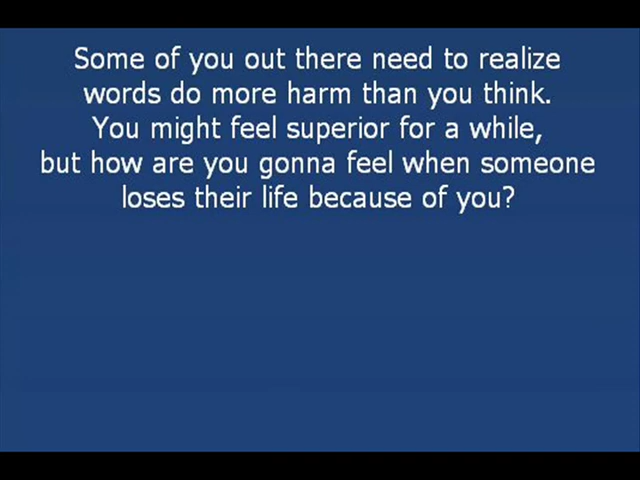 Some of you out there need to realize
words do more harm than you think.
You might feel superior for a while,
but how are you gonna feel when someone
loses their life because of you?